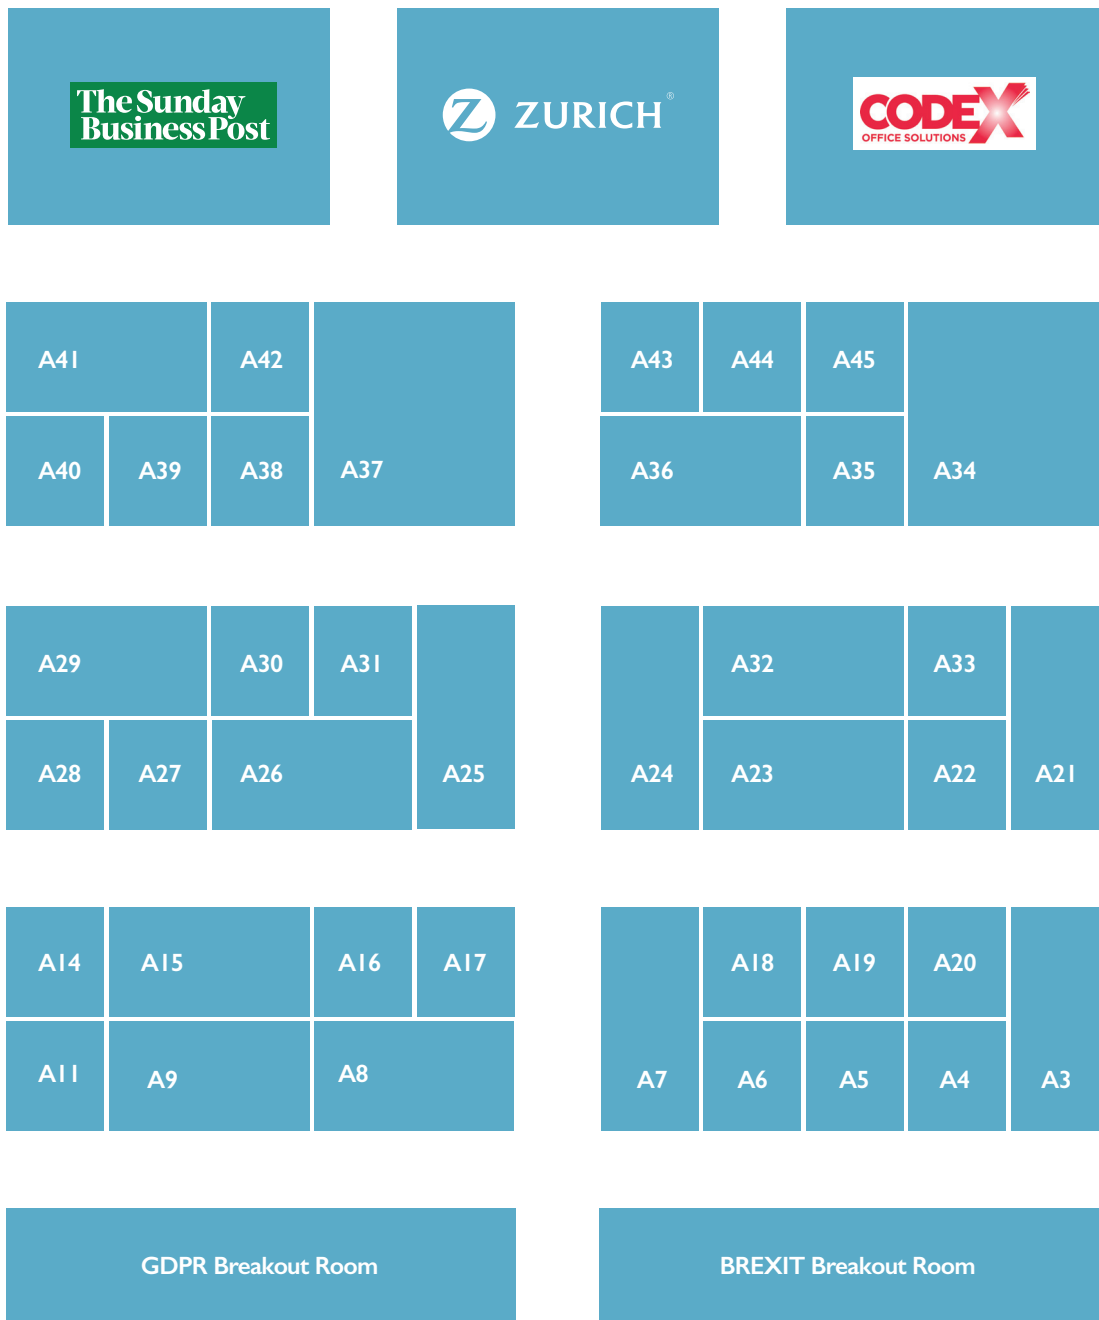 The Sunday
Business Post
ZURICH®
CODEX
OFFICE SOLUTIONS
A41
A42
A43
A44
A45
A40
A39
A38
A37
A36
A35
A34
A29
A30
A31
A32
A33
A28
A27
A26
A25
A24
A23
A22
A21
A14
A15
A16
A17
A18
A19
A20
A11
A9
A8
A7
A6
A5
A4
A3
GDPR Breakout Room
BREXIT Breakout Room